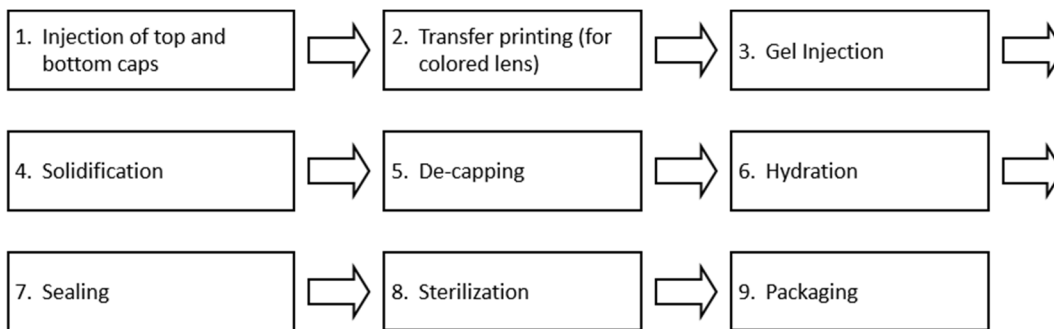 1. Injection of top and
bottom caps
2. Transfer printing (for
colored lens)
3. Gel Injection
4. Solidification
5. De-capping
6. Hydration
7. Sealing
8. Sterilization
9. Packaging